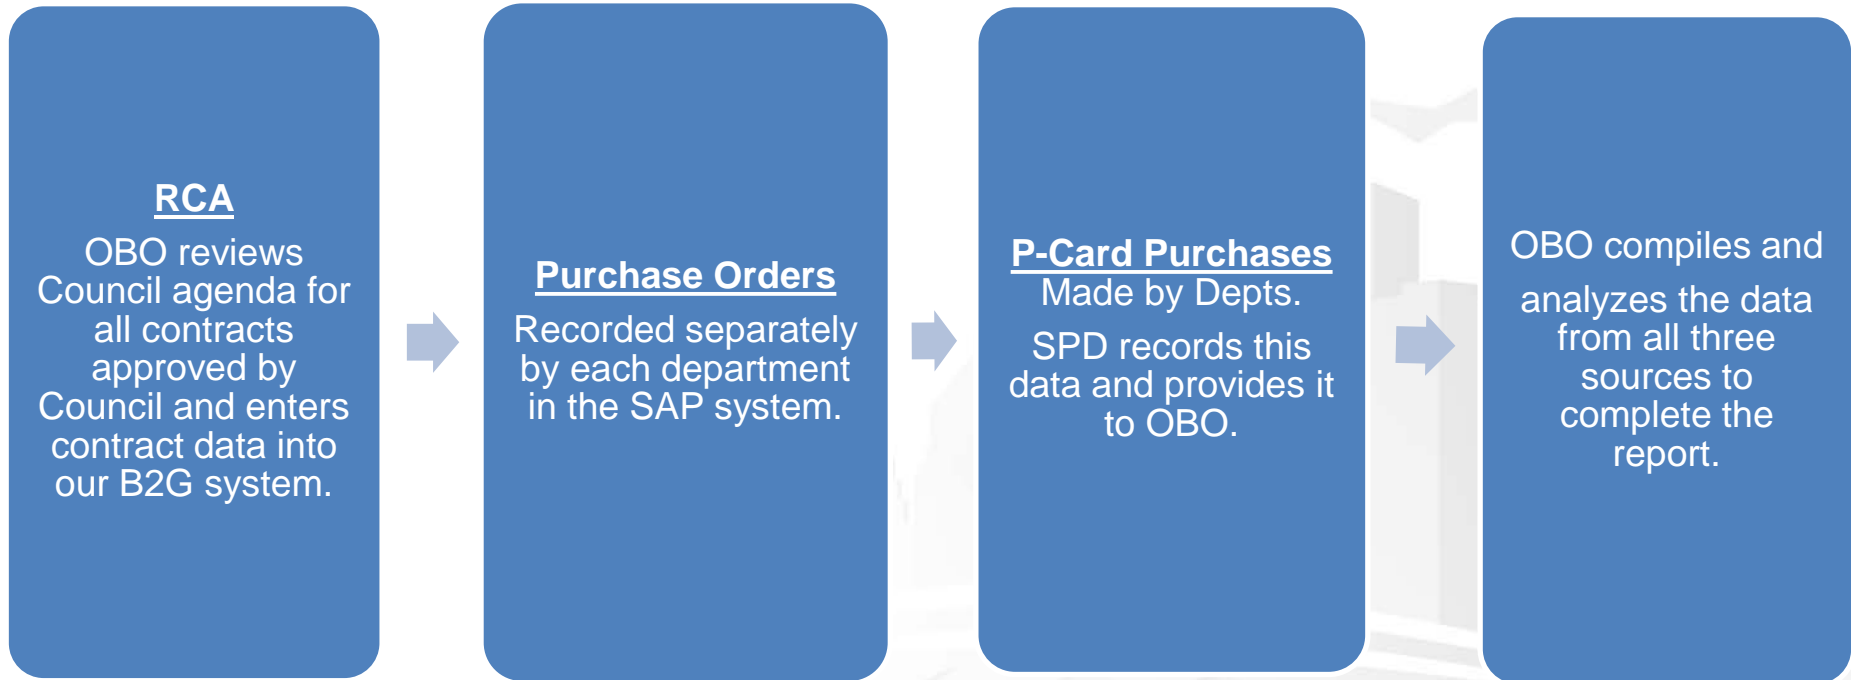 RCA
OBO reviews
Council agenda for
all contracts
approved by
Council and enters
contract data into
our B2G system.
Purchase Orders
Recorded separately
by each department
in the SAP system.
P-Card Purchases
Made by Depts.
SPD records this
data and provides it
to OBO.
OBO compiles and
analyzes the data
from all three
sources to
complete the
report.